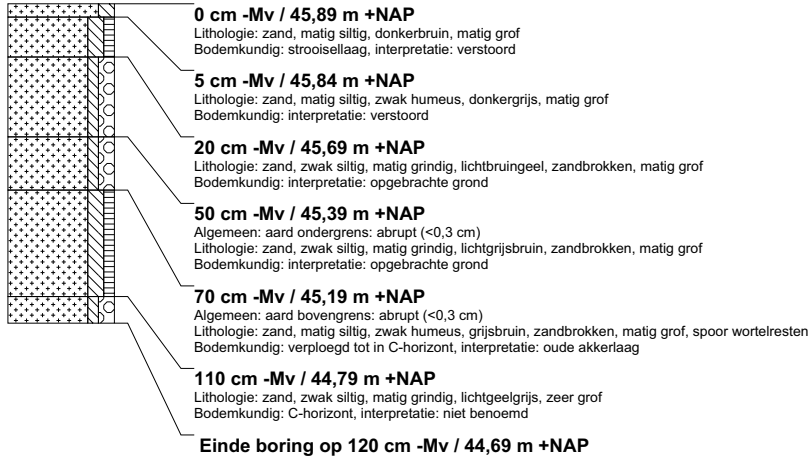 0 cm -Mv / 45,89 m +NAP
Lithologie: zand, matig siltig, donkerbruin, matig grof
Bodemkundig: strooisellaag, interpretatie: verstoord
5 cm -Mv / 45,84 m +NAP
Lithologie: zand, matig siltig, zwak humeus, donkergrijs, matig grof
Bodemkundig: interpretatie: verstoord
20 cm -Mv / 45,69 m +NAP
Lithologie: zand, zwak siltig, matig grindig, lichtbruingeel, zandbrokken, matig grof
Bodemkundig: interpretatie: opgebrachte grond
50 cm -Mv / 45,39 m +NAP
Algemeen: aard ondergrens: abrupt (<0,3 cm)
Lithologie: zand, zwak siltig, matig grindig, lichtgrijsbruin, zandbrokken, matig grof
Bodemkundig: interpretatie: opgebrachte grond
70 cm -Mv / 45,19 m +NAP
Algemeen: aard bovengrens: abrupt (<0,3 cm)
Lithologie: zand, matig siltig, zwak humeus, grijsbruin, zandbrokken, matig grof, spoor wortelresten
Bodemkundig: verploegd tot in C-horizont, interpretatie: oude akkerlaag
110 cm -Mv / 44,79 m +NAP
Lithologie: zand, zwak siltig, matig grindig, lichtgeelgrijs, zeer grof
Bodemkundig: C-horizont, interpretatie: niet benoemd
Einde boring op 120 cm -Mv / 44,69 m +NAP